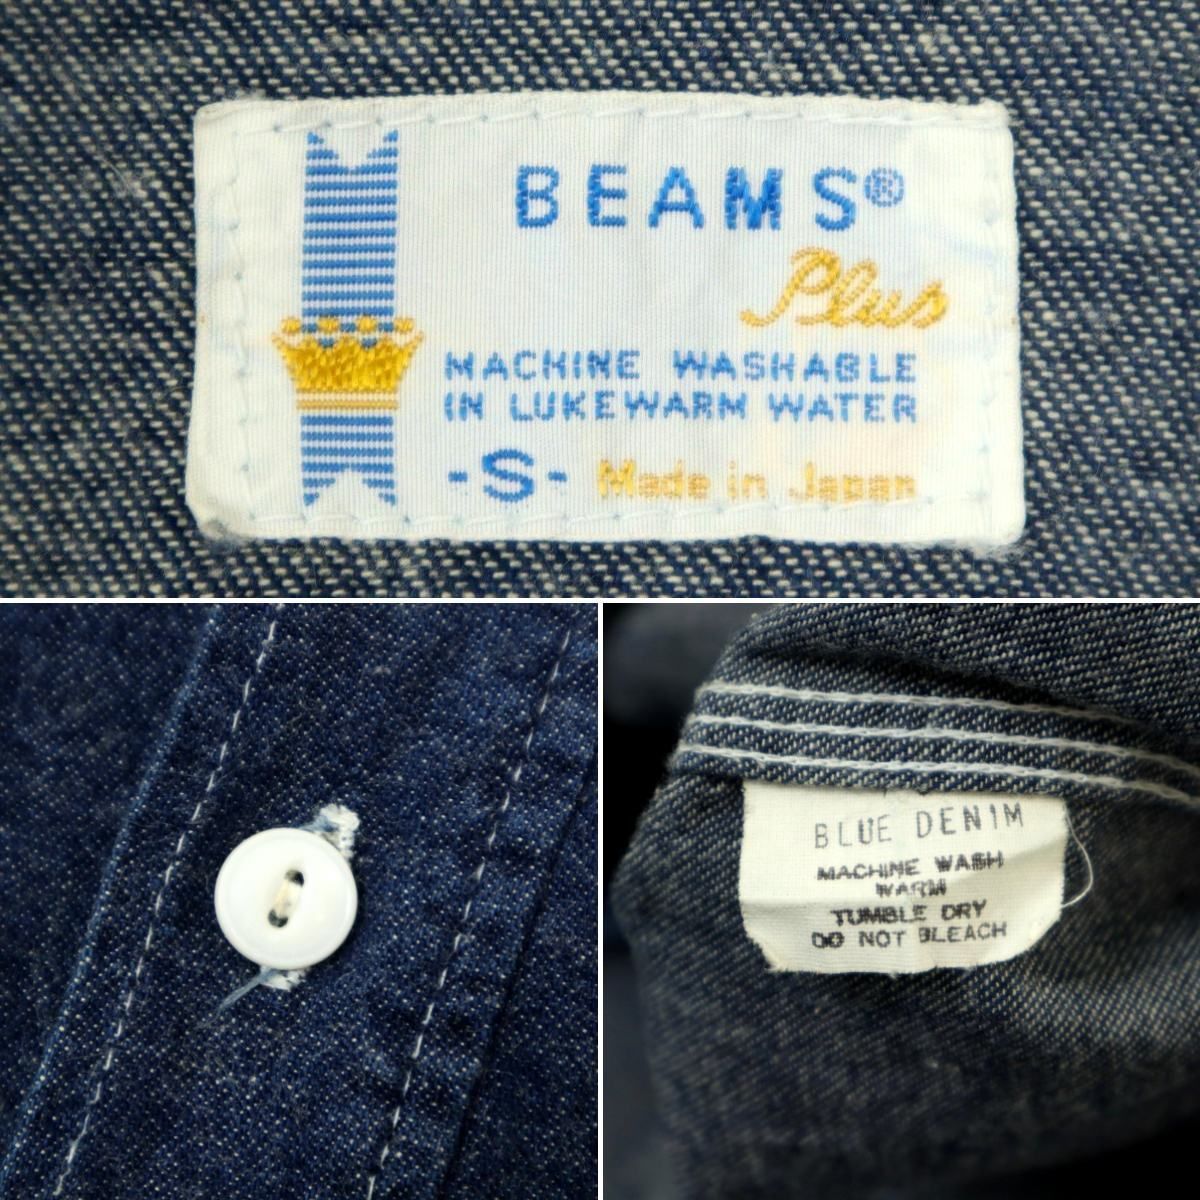 BEAMS®
Plus
MACHINE WASHABLE
IN LUKEWARM WATER
-S- Made in Japan
BLUE DENIM
MACHINE WASH
WARM
TUMBLE DRY
DO NOT BLEACH